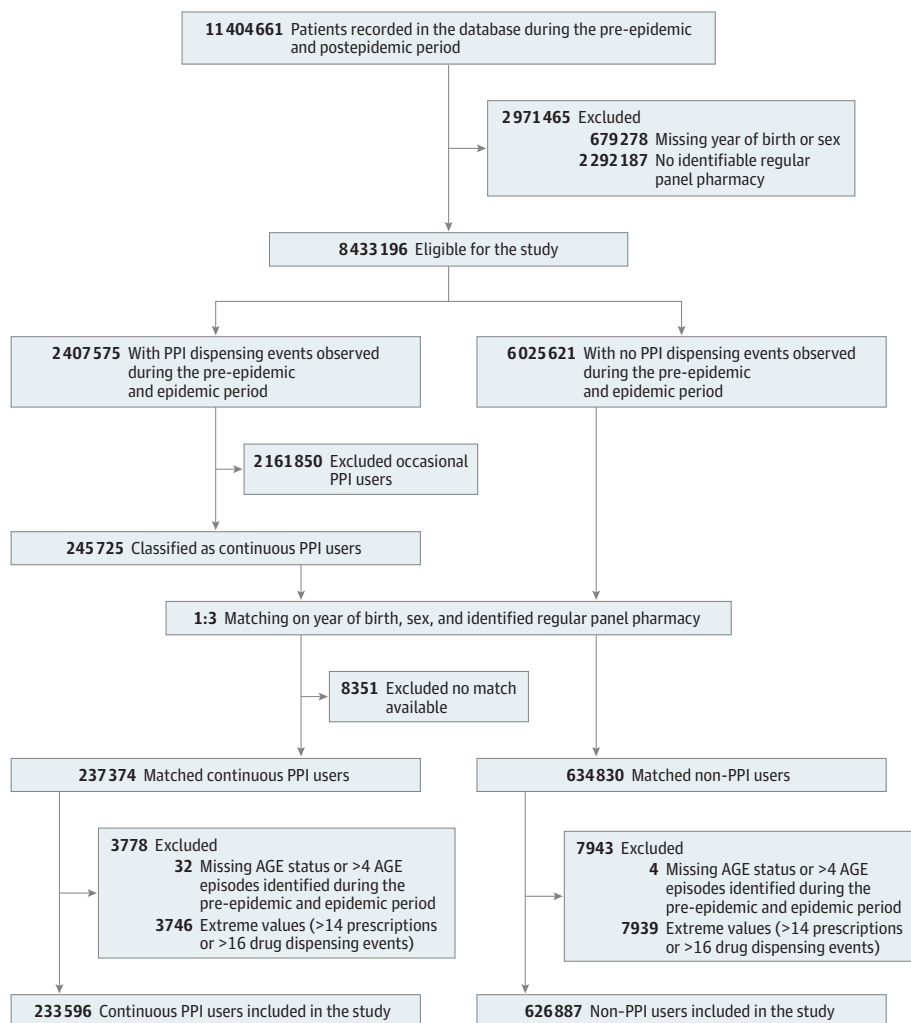 11404661 Patients recorded in the database during the pre-epidemic
and postepidemic period
2971465 Excluded
679278 Missing year of birth or sex
2292187 No identifiable regular
panel pharmacy
8433196 Eligible for the study
2407575 With PPI dispensing events observed
during the pre-epidemic
and epidemic period
6025621 With no PPI dispensing events observed
during the pre-epidemic
and epidemic period
2161850 Excluded occasional
PPI users
245725 Classified as continuous PPI users
1:3 Matching on year of birth, sex, and identified regular panel pharmacy
8351 Excluded no match
available
237374 Matched continuous PPI users
634830 Matched non-PPI users
3778 Excluded
32 Missing AGE status or >4 AGE
episodes identified during the
pre-epidemic and epidemic period
3746 Extreme values (>14 prescriptions
or >16 drug dispensing events)
7943 Excluded
4 Missing AGE status or >4 AGE
episodes identified during the
pre-epidemic and epidemic period
7939 Extreme values (>14 prescriptions
or >16 drug dispensing events)
233596 Continuous PPI users included in the study
626887 Non-PPI users included in the study